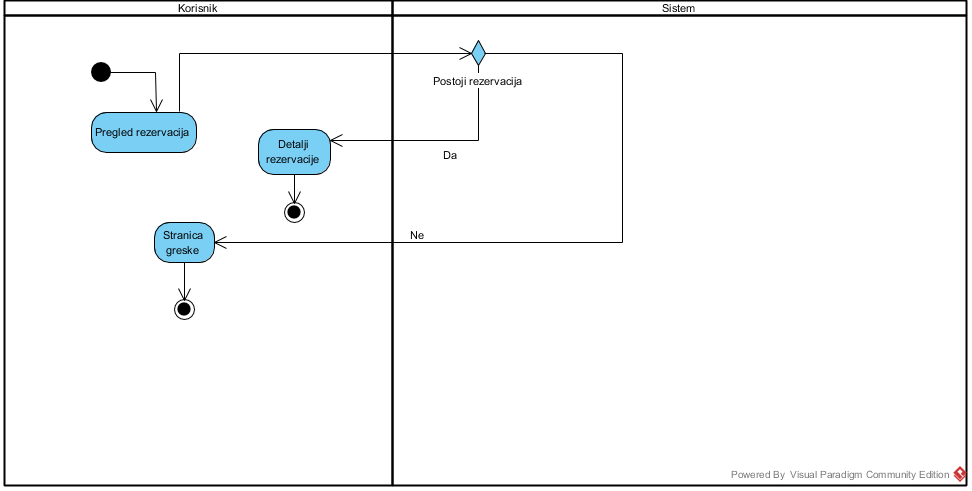 Korisnik
Sistem
Postoji rezervacija
Pregled rezervacija
Detalji
rezervacije
Da
Stranica
greske
Ne
Powered By Visual Paradigm Community Edition